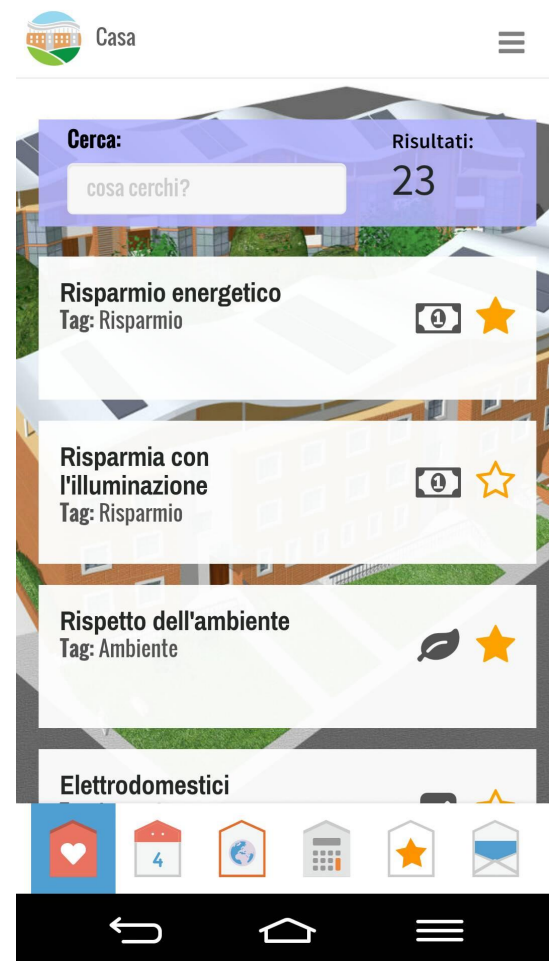 Casa
Cerca:
Risultati:
cosa cerchi?
23
Risparmio energetico
Tag: Risparmio
Risparmia con
l'illuminazione
Tag: Risparmio
Rispetto dell'ambiente
Tag: Ambiente
Elettrodomestici
4